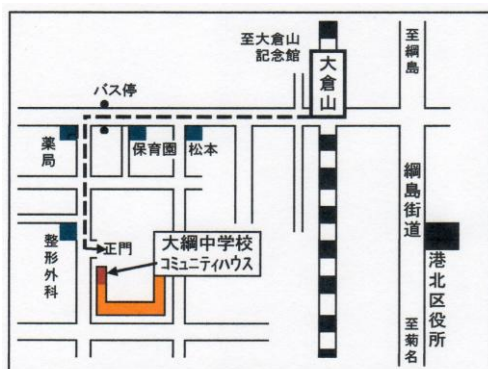 至大倉山
記念館
大倉山
至綱島
バス停
薬局
保育園
松本
綱島街道
整形外科
正門
大綱中学校
コミュニティハウス
港北区役所
至菊名